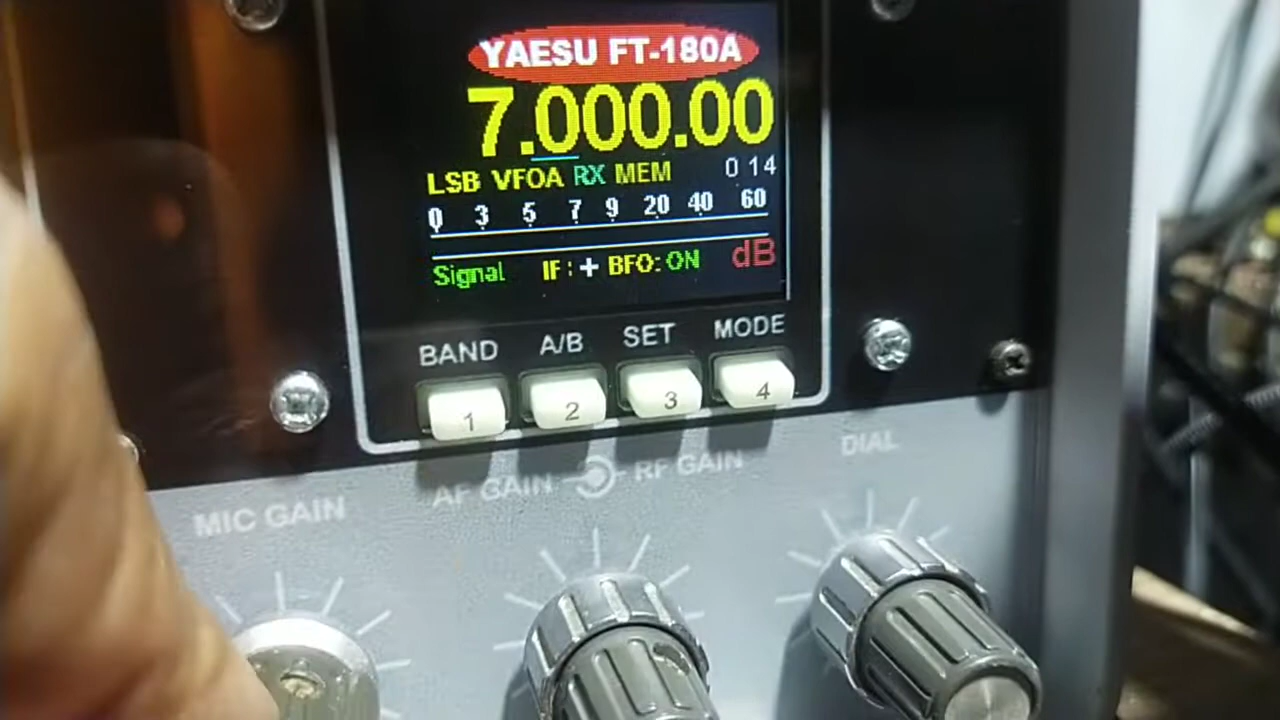 YAESU FT-180A
7.000.00
LSB VFOA RX MEM 0 14
0 3 5 7 9 20 40 60
Signal IF:+ BFO: ON dB
BAND A/B SET MODE
1 2 3 4
MIC GAIN AF GAIN RF GAIN DIAL